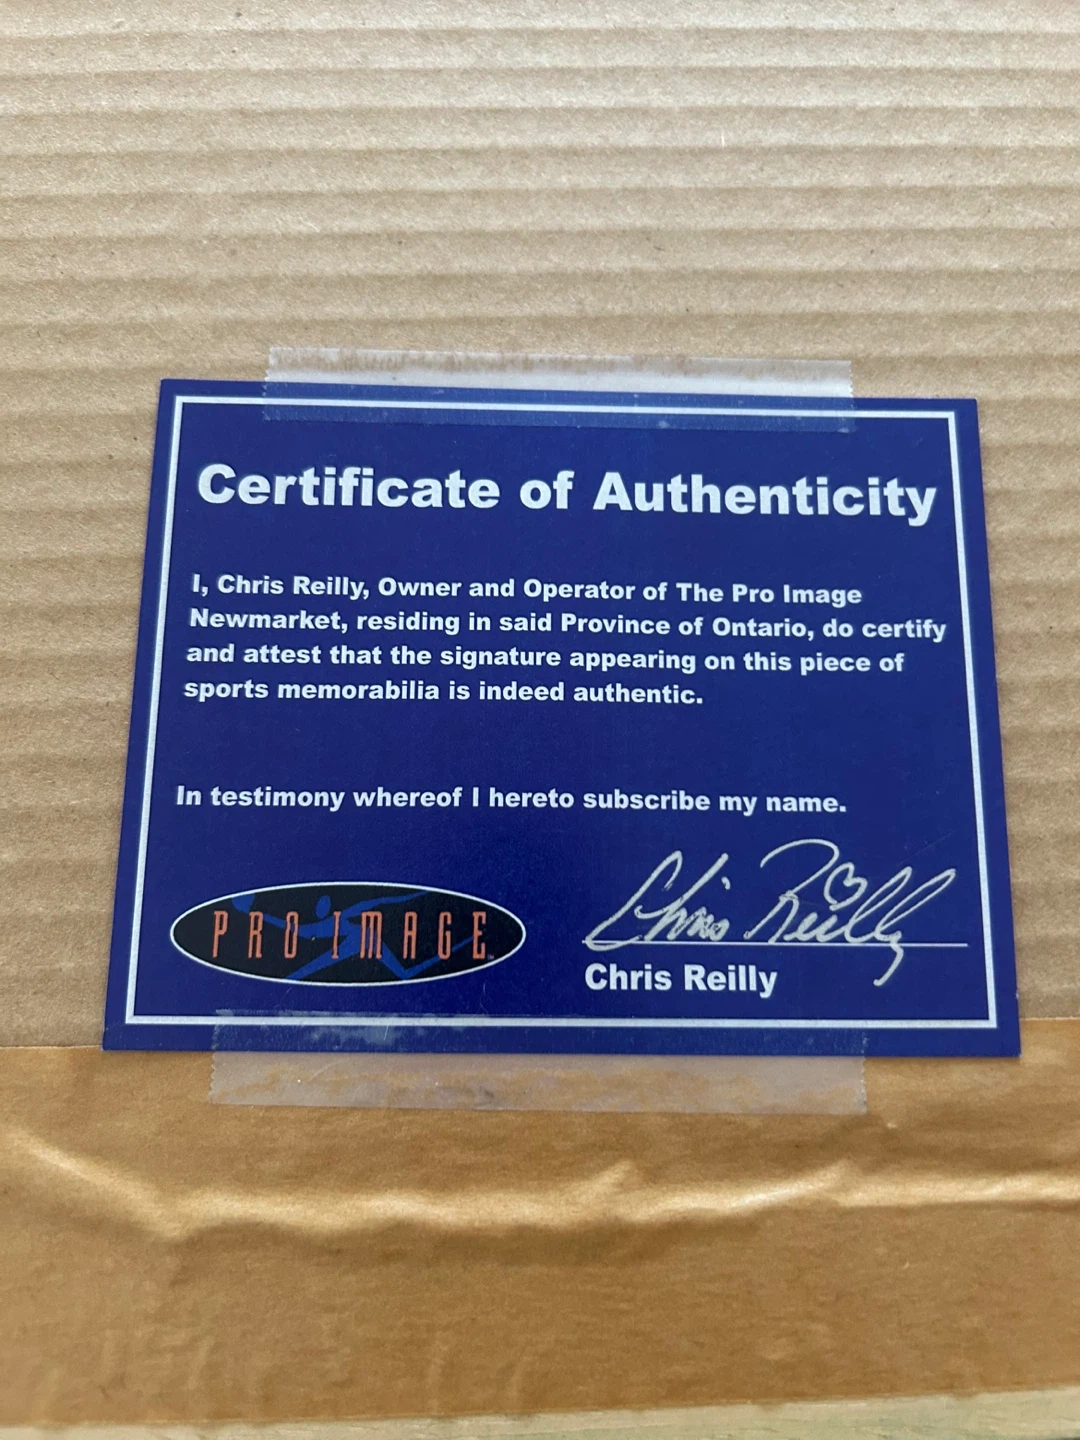 Certificate of Authenticity
I, Chris Reilly, Owner and Operator of The Pro Image
Newmarket, residing in said Province of Ontario, do certify
and attest that the signature appearing on this piece of
sports memorabilia is indeed authentic.
In testimony whereof I hereto subscribe my name.
Chris Reilly
PRO IMAGE
Chris Reilly